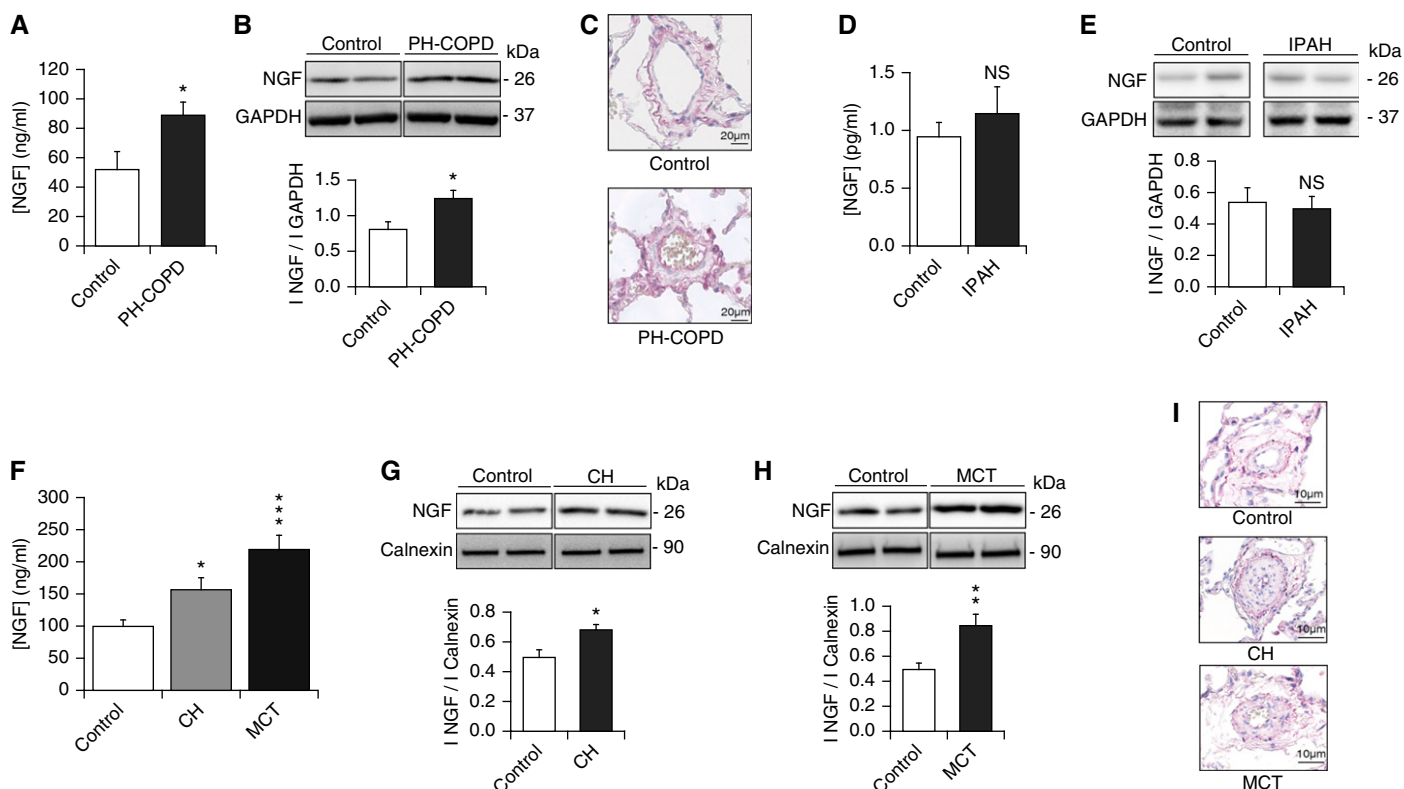 A
[NGF] (ng/ml)
120
100
80
60
40
20
0
*
Control
PH-COPD
B
Control PH-COPD kDa
NGF - 26
GAPDH - 37
I NGF / I GAPDH
1.5
1.0
0.5
0.0
*
Control
PH-COPD
C
20µm
Control
20µm
PH-COPD
D
[NGF] (pg/ml)
1.5
1.0
0.5
0.0
NS
Control
IPAH
E
Control IPAH kDa
NGF - 26
GAPDH - 37
I NGF / I GAPDH
0.8
0.6
0.4
0.2
0.0
NS
Control
IPAH
F
[NGF] (ng/ml)
300
250
200
150
100
50
0
*
***
Control
CH
MCT
G
Control CH kDa
NGF - 26
Calnexin - 90
I NGF / I Calnexin
0.8
0.6
0.4
0.2
0.0
*
Control
CH
H
Control MCT kDa
NGF - 26
Calnexin - 90
I NGF / I Calnexin
1.0
0.8
0.6
0.4
0.2
0.0
**
Control
MCT
I
10µm
Control
10µm
CH
10µm
MCT